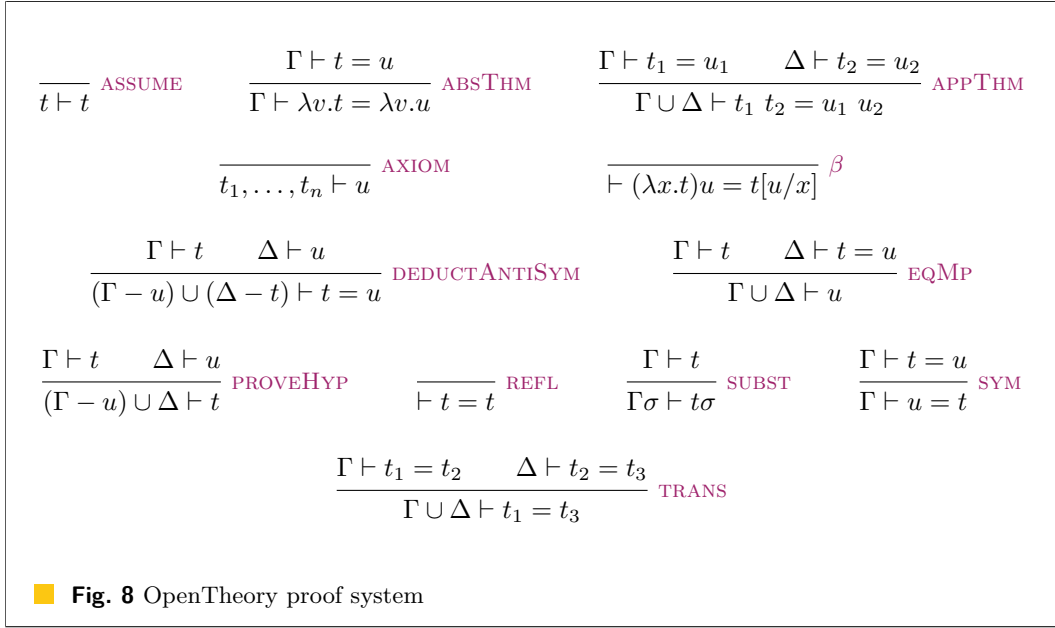 Γ ⊢ t = u
Γ ⊢ t₁ = u₁  Δ ⊢ t₂ = u₂
t ⊢ t ASSUME  Γ ⊢ λv.t = λv.u ABSTHM  Γ ∪ Δ ⊢ t₁ t₂ = u₁ u₂ APPTHM
t₁, . . . , tₙ ⊢ u AXIOM  ⊢ (λx.t)u = t[u/x] β
Γ ⊢ t  Δ ⊢ u  Γ ⊢ t  Δ ⊢ t = u
(Γ − u) ∪ (Δ − t) ⊢ t = u DEDUCTANTISYM  Γ ∪ Δ ⊢ u EQMP
Γ ⊢ t  Δ ⊢ u  Γ ⊢ t  Γ ⊢ t = u
(Γ − u) ∪ Δ ⊢ t PROVEHYP  ⊢ t = t REFL  Γσ ⊢ tσ SUBST  Γ ⊢ u = t SYM
Γ ⊢ t₁ = t₂  Δ ⊢ t₂ = t₃
Γ ∪ Δ ⊢ t₁ = t₃ TRANS
Fig. 8 OpenTheory proof system